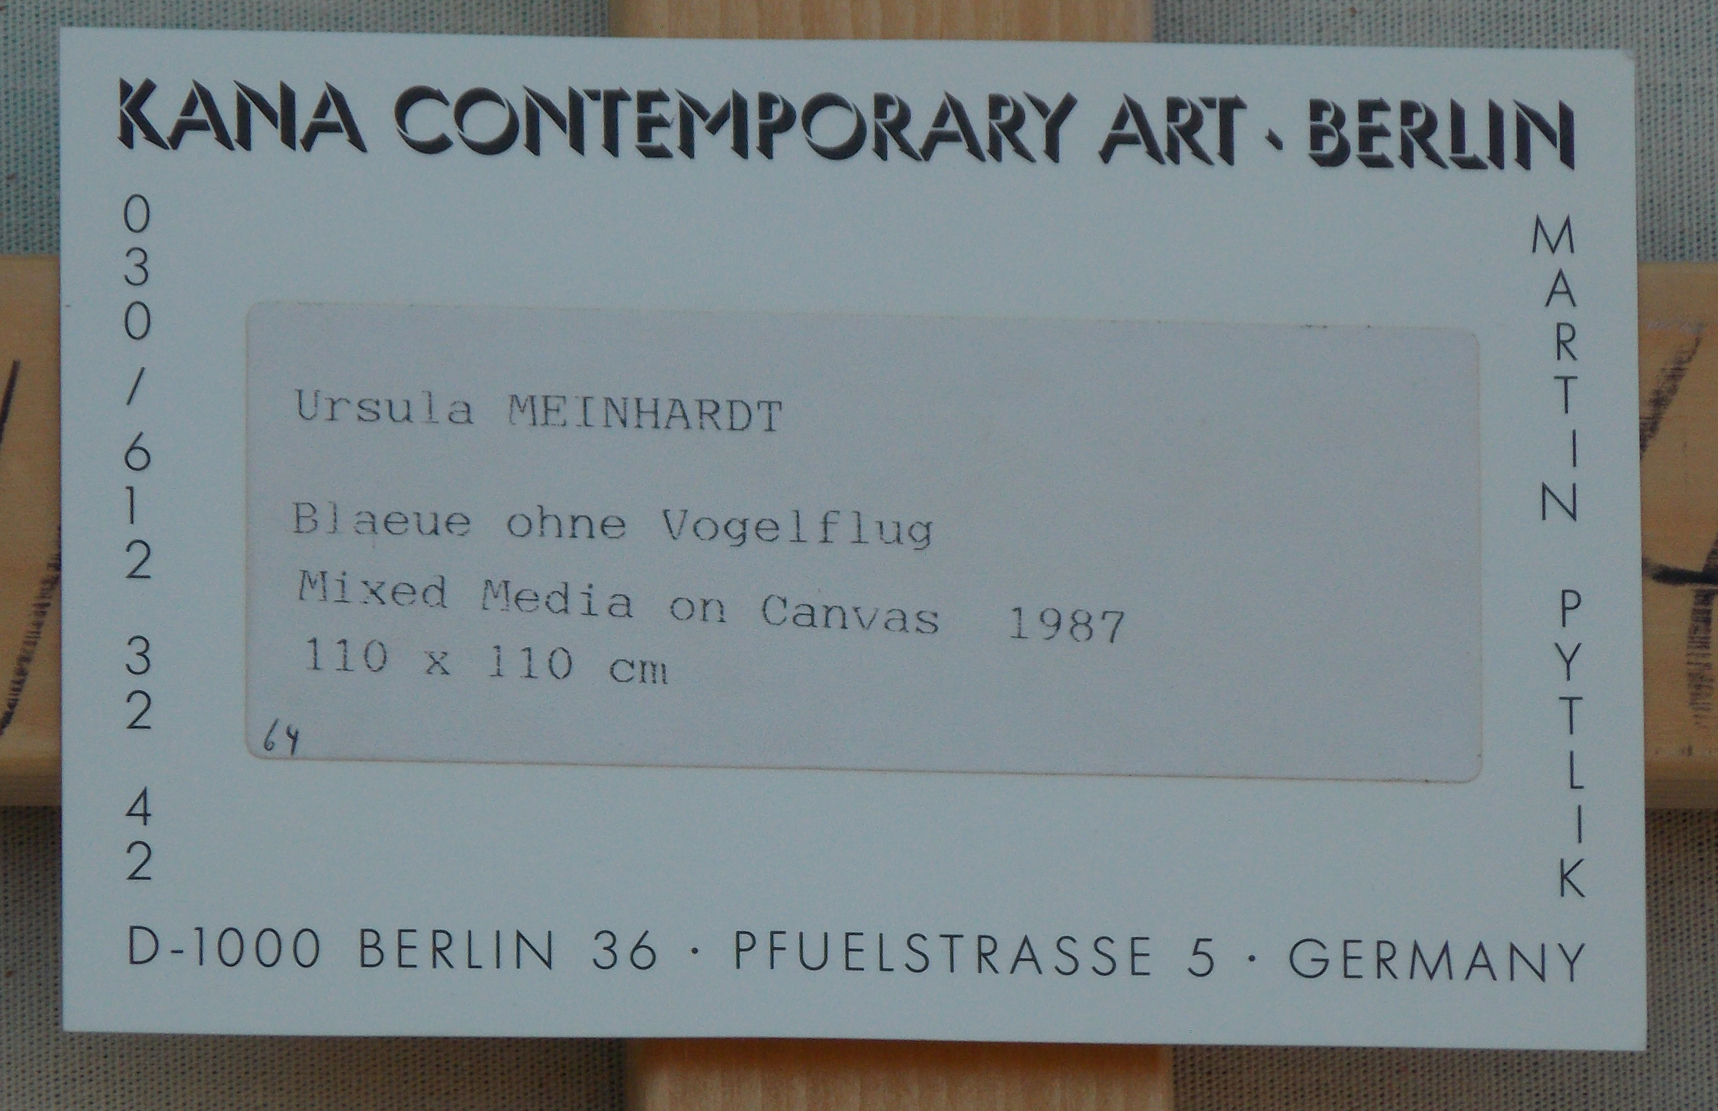 KANA CONTEMPORARY ART · BERLIN
030/612 32 42
MARTIN PYTLIK
Ursula MEINHARDT
Blaeue ohne Vogelflug
Mixed Media on Canvas 1987
110 x 110 cm
64
D-1000 BERLIN 36 · PFUELSTRASSE 5 · GERMANY